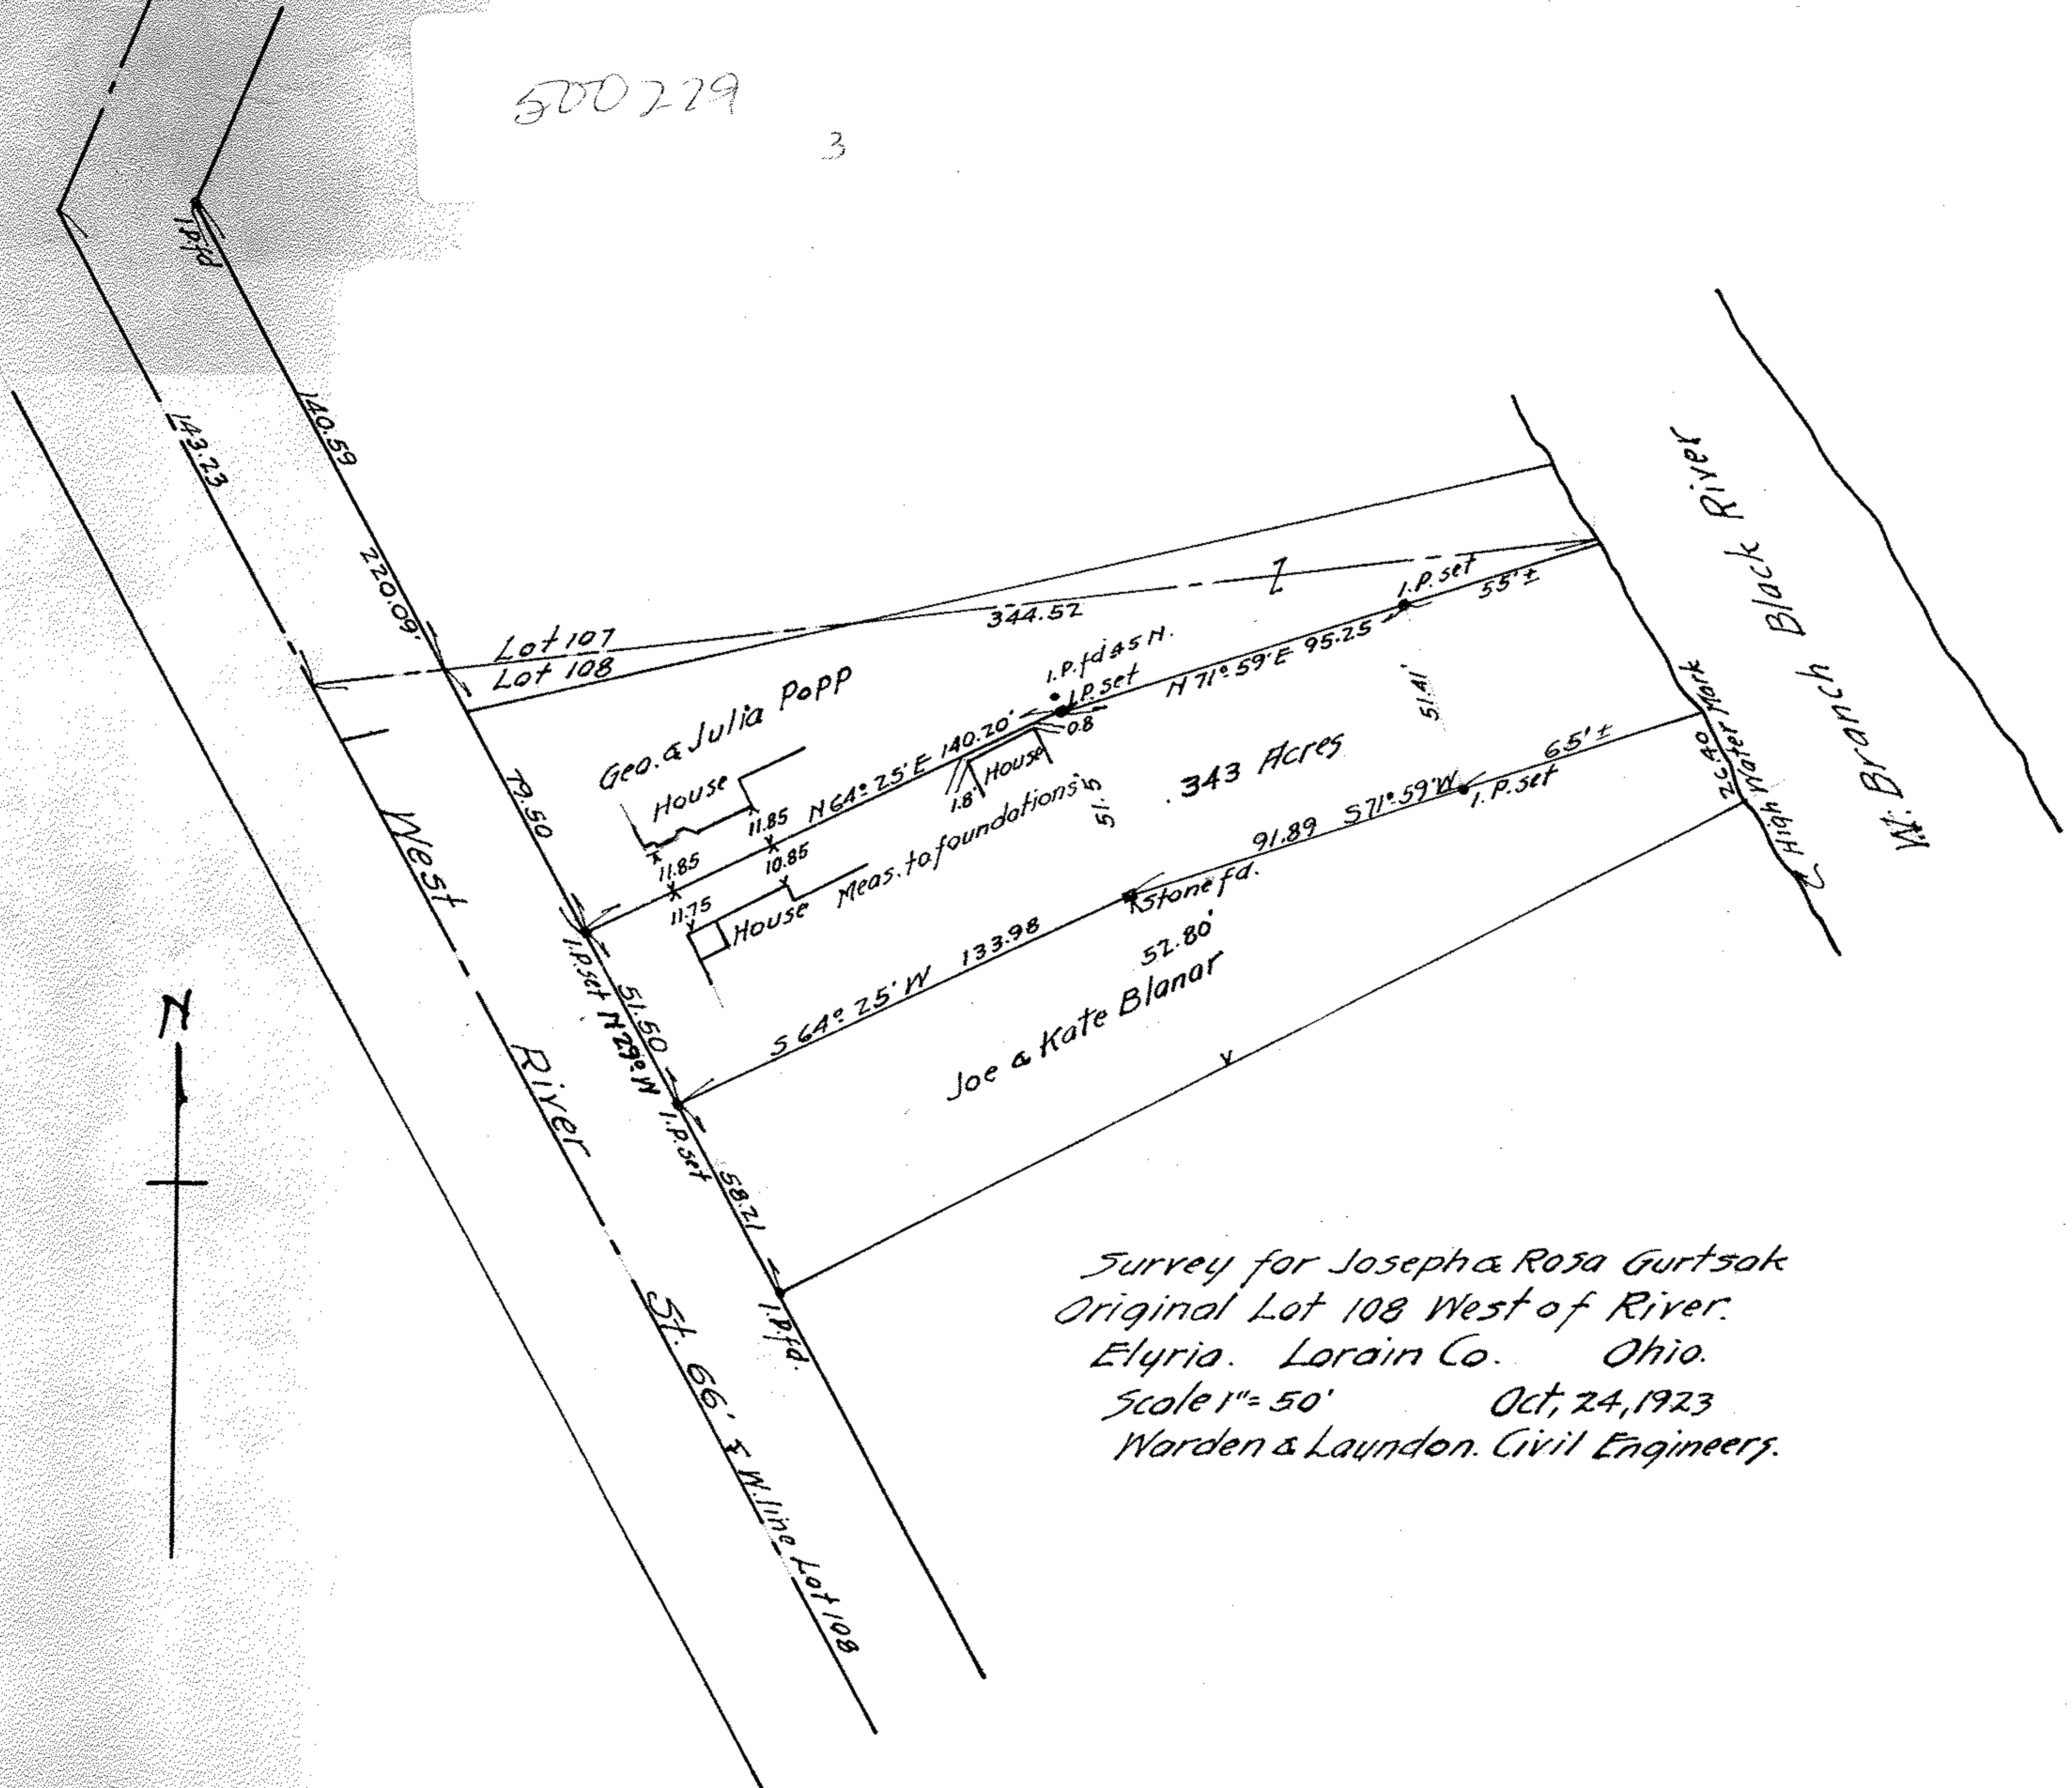 500229
3
I.P.fd
140.59
143.23
220.09'
Lot 107
Lot 108
344.52
I.P. set
55'±
I.P. fd .45 N.
I.P. set
N 71° 59' E 95.25
51.41'
Geo. & Julia Popp
House
N 64° 25' E 140.20'
0.8
House
1.8'
11.85
11.85
10.85
11.75
House
Meas. to foundations
51.5
.343 Acres
65'±
26.40
High Water Mark
W. Branch Black River
91.89 S 71° 59' W
I.P. set
Stone fd.
79.50
I.P. set N 29° W I.P. set
51.50
S 64° 25' W 133.98
52.80'
Joe & Kate Blanar
58.21
I.P. fd.
N
West River St. 66' & W. line Lot 108
Survey for Joseph & Rosa Gurtsak
Original Lot 108 West of River.
Elyria. Lorain Co. Ohio.
Scale 1"= 50' Oct, 24, 1923
Warden & Laundon. Civil Engineers.